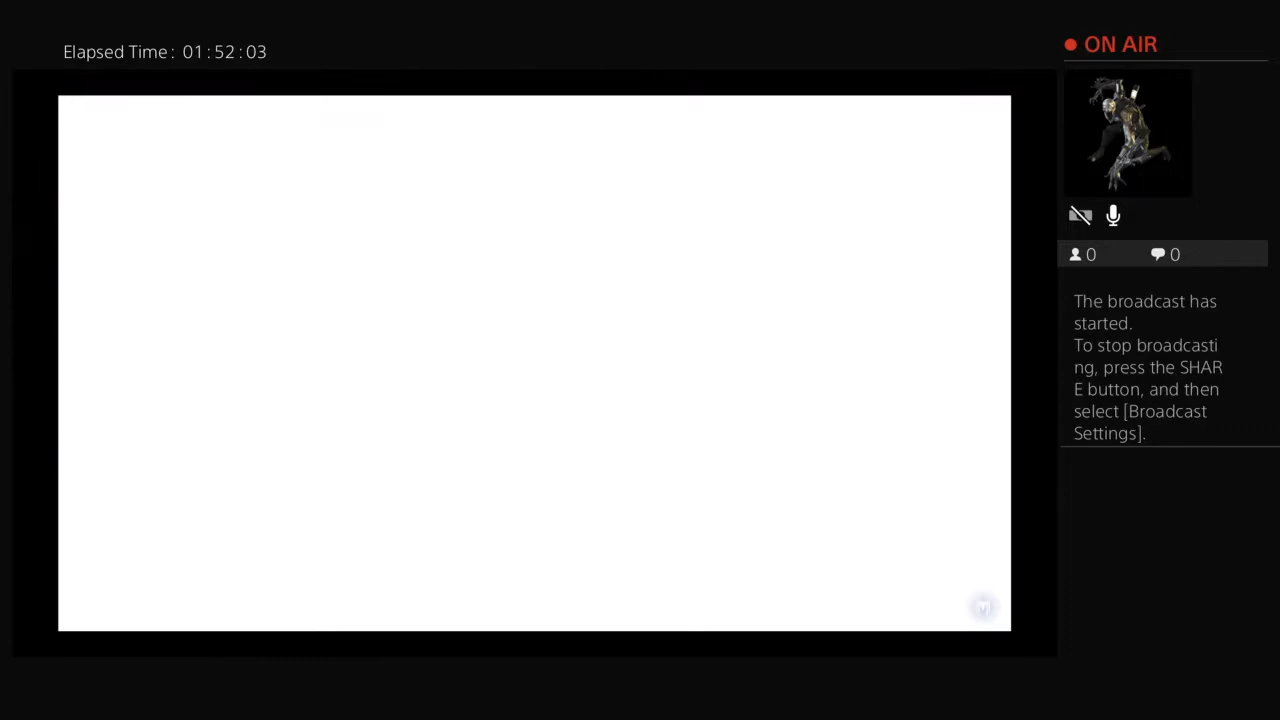 Elapsed Time: 01:52:03
ON AIR
0 0
The broadcast has
started.
To stop broadcasti
ng, press the SHAR
E button, and then
select [Broadcast
Settings].